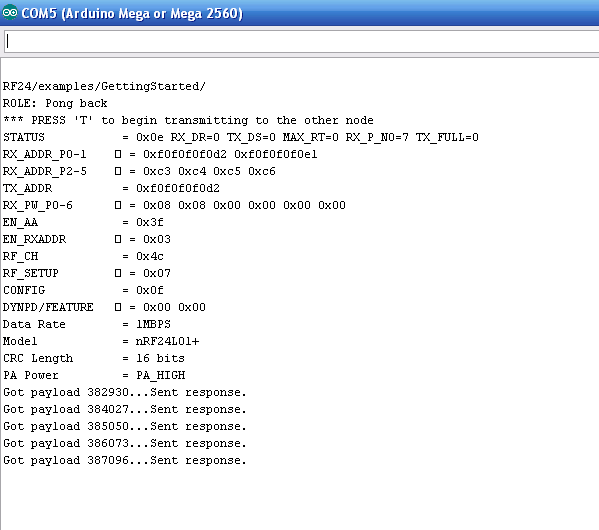 COM5 (Arduino Mega or Mega 2560)
RF24/examples/GettingStarted/
ROLE: Pong back
*** PRESS 'T' to begin transmitting to the other node
STATUS = 0x0e RX_DR=0 TX_DS=0 MAX_RT=0 RX_P_NO=7 TX_FULL=0
RX_ADDR_P0-1 = 0xf0f0f0f0d2 0xf0f0f0f0e1
RX_ADDR_P2-5 = 0xc3 0xc4 0xc5 0xc6
TX_ADDR = 0xf0f0f0f0d2
RX_PW_P0-6 = 0x08 0x08 0x00 0x00 0x00 0x00
EN_AA = 0x3f
EN_RXADDR = 0x03
RF_CH = 0x4c
RF_SETUP = 0x07
CONFIG = 0x0f
DYNPD/FEATURE = 0x00 0x00
Data Rate = 1MBPS
Model = nRF24L01+
CRC Length = 16 bits
PA Power = PA_HIGH
Got payload 382930...Sent response.
Got payload 384027...Sent response.
Got payload 385050...Sent response.
Got payload 386073...Sent response.
Got payload 387096...Sent response.